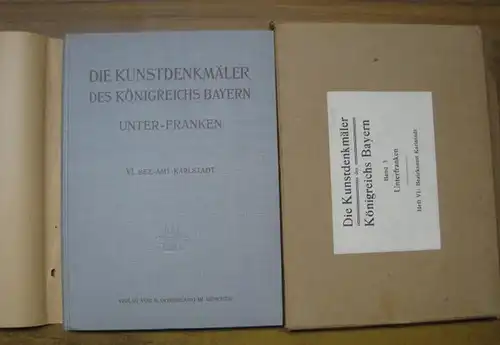 DIE KUNSTDENKMÄLER
DES KÖNIGREICHS BAYERN
UNTER-FRANKEN
VI. BEZ.-AMT KARLSTADT
Die Kunstdenkmäler
des
Königreichs Bayern
Band 3
Unterfranken
Heft VI: Bezirksamt Karlstadt